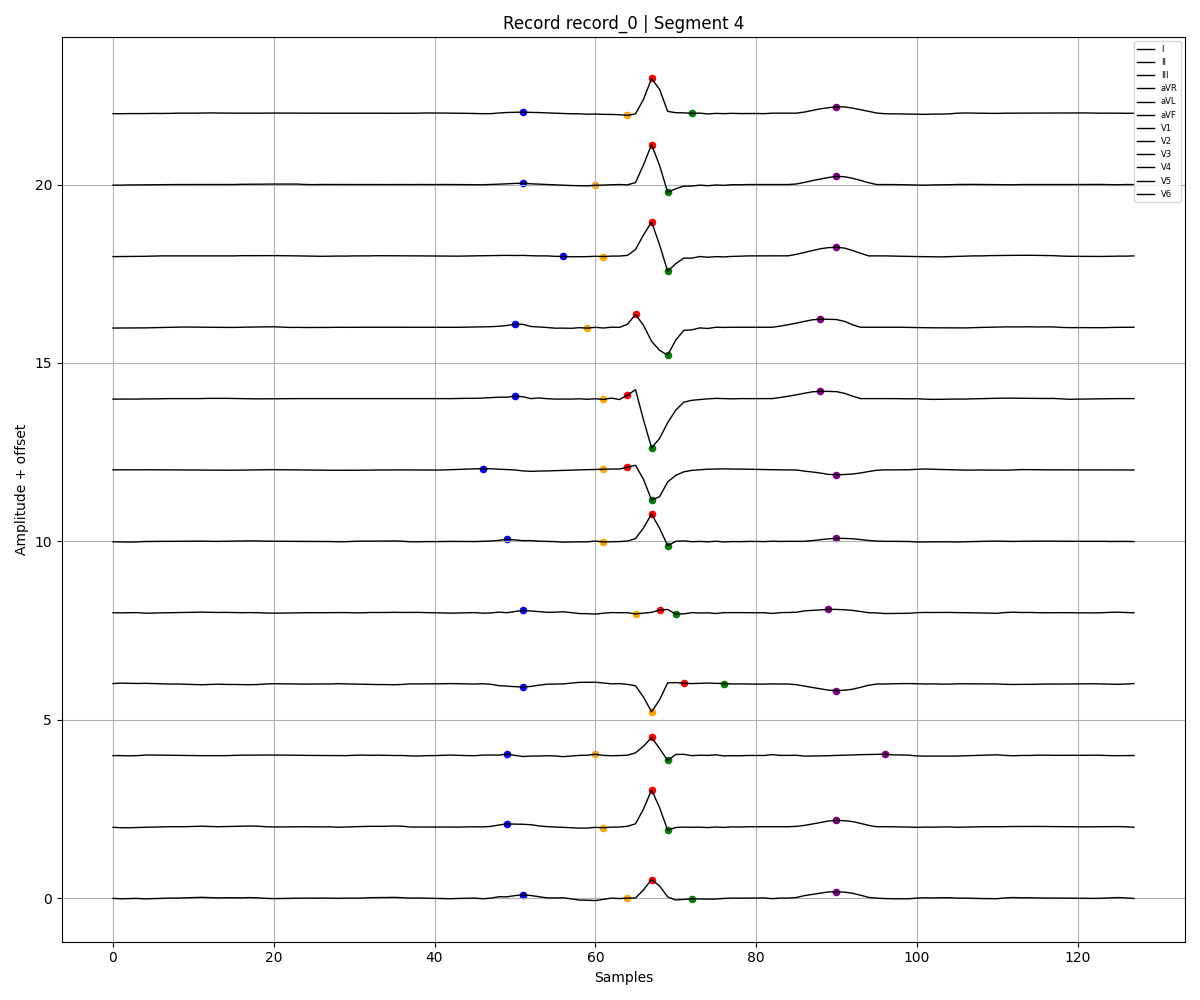 Record record_0 | Segment 4
I
II
III
aVR
aVL
aVF
V1
V2
V3
V4
V5
V6
20
15
10
5
0
Amplitude + offset
0 20 40 60 80 100 120
Samples